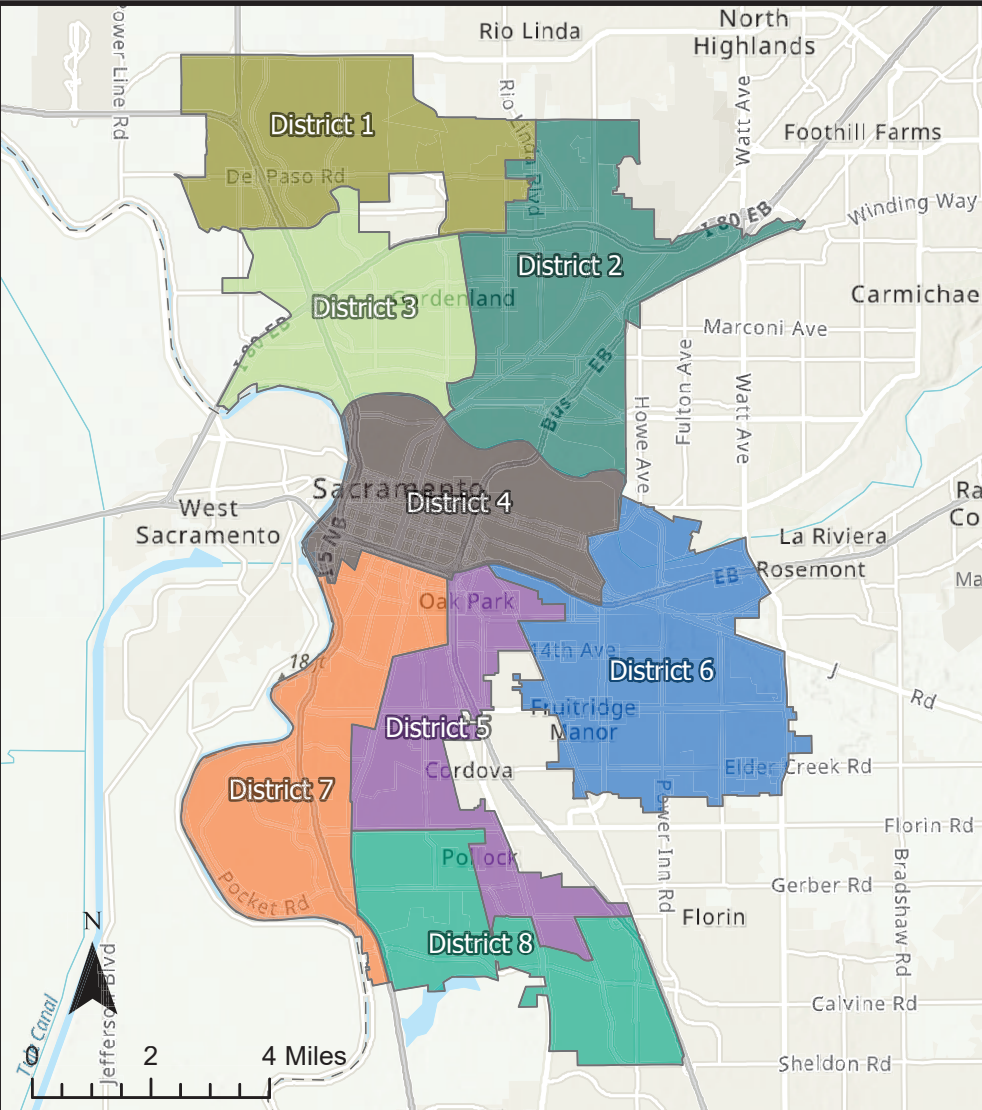 Rio Linda
North
Highlands
Power Line Rd
Rio Linda Blvd
Watt Ave
District 1
Foothill Farms
Del Paso Rd
I 80 EB
Winding Way
District 2
Gardenland
District 3
Carmichae
I 80 EB
Marconi Ave
Bus
EB
Fulton Ave
Howe Ave
Watt Ave
Sacramento
District 4
West
Sacramento
I 5 NB
La Riviera
Ra
Co
EB
Rosemont
Ma
Oak Park
14th Ave
18 ft
District 6
J
Rd
Fruitridge
Manor
District 5
Cordova
Elder Creek Rd
District 7
Power Inn Rd
Florin Rd
Pollock
Bradshaw Rd
Gerber Rd
Pocket Rd
Florin
N
District 8
Jefferson Blvd
Calvine Rd
Canal
0
2
4 Miles
Sheldon Rd